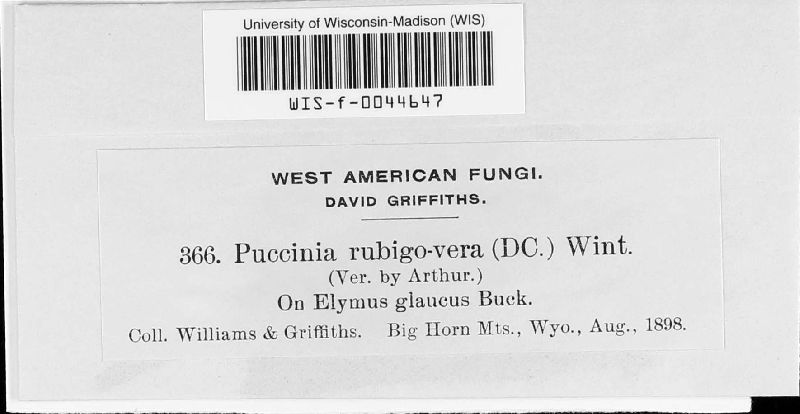 University of Wisconsin-Madison (WIS)
WIS-f-0044647
WEST AMERICAN FUNGI.
DAVID GRIFFITHS.
366. Puccinia rubigo-vera (DC.) Wint.
(Ver. by Arthur.)
On Elymus glaucus Buck.
Coll. Williams & Griffiths. Big Horn Mts., Wyo., Aug., 1898.